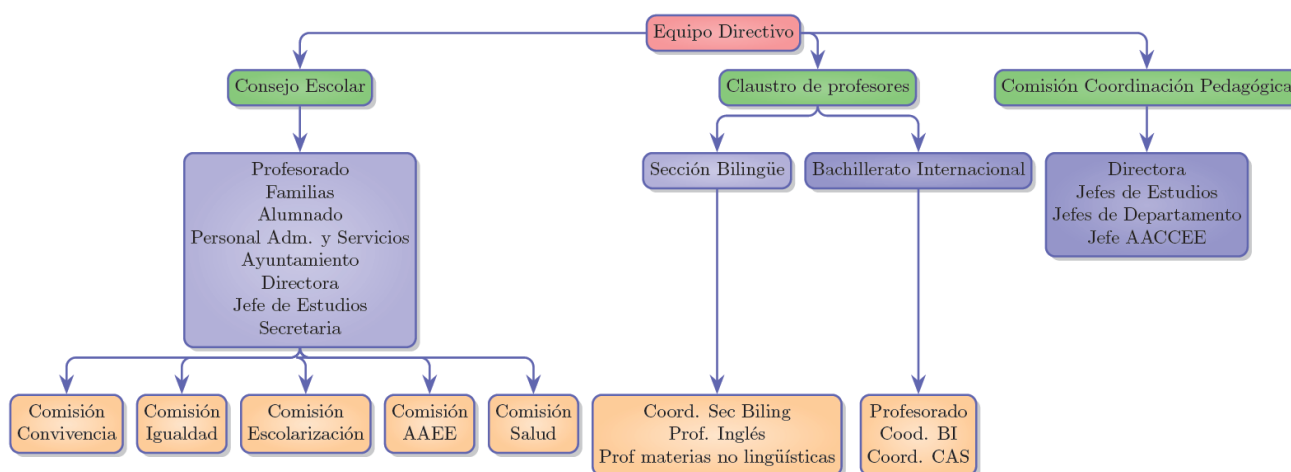 Equipo Directivo
Consejo Escolar
Claustro de profesores
Comisión Coordinación Pedagógica
Profesorado
Familias
Alumnado
Personal Adm. y Servicios
Ayuntamiento
Directora
Jefe de Estudios
Secretaria
Sección Bilingüe
Bachillerato Internacional
Directora
Jefes de Estudios
Jefes de Departamento
Jefe AACCEE
Comisión
Convivencia
Comisión
Igualdad
Comisión
Escolarización
Comisión
AAEE
Comisión
Salud
Coord. Sec Biling
Prof. Inglés
Prof materias no lingüísticas
Profesorado
Cood. BI
Coord. CAS